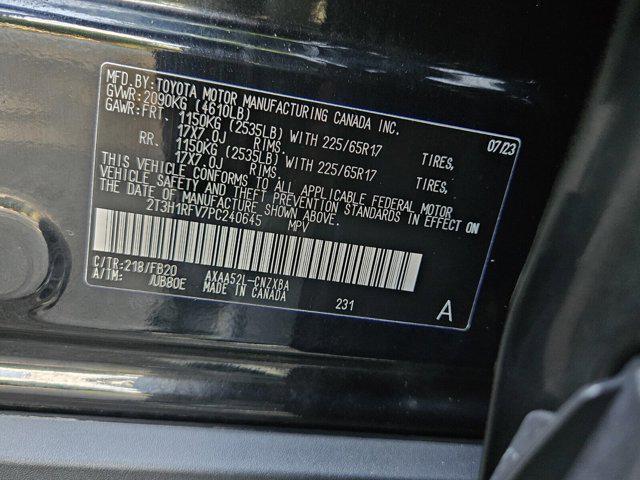 MFD.BY:TOYOTA MOTOR MANUFACTURING CANADA INC. 07/23
GVWR:2090KG (4610LB)
GAWR:FRT. 1150KG (2535LB) WITH 225/65R17 TIRES,
17X7.0J RIMS.
RR. 1150KG (2535LB) WITH 225/65R17 TIRES,
17X7.0J RIMS.
THIS VEHICLE CONFORMS TO ALL APPLICABLE FEDERAL MOTOR
VEHICLE SAFETY AND THEFT PREVENTION STANDARDS IN EFFECT ON
THE DATE OF MANUFACTURE SHOWN ABOVE.
2T3H1RFV7PC240645 MPV
C/TR:218/FB20 AXAA52L-CNZXBA
A/TM: /UB80E MADE IN CANADA 231 A